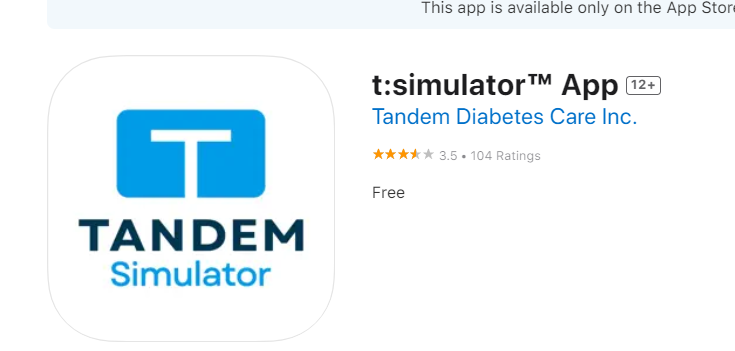 This app is available only on the App Store
t:simulator™ App 12+
Tandem Diabetes Care Inc.
3.5 • 104 Ratings
Free
T
TANDEM
Simulator